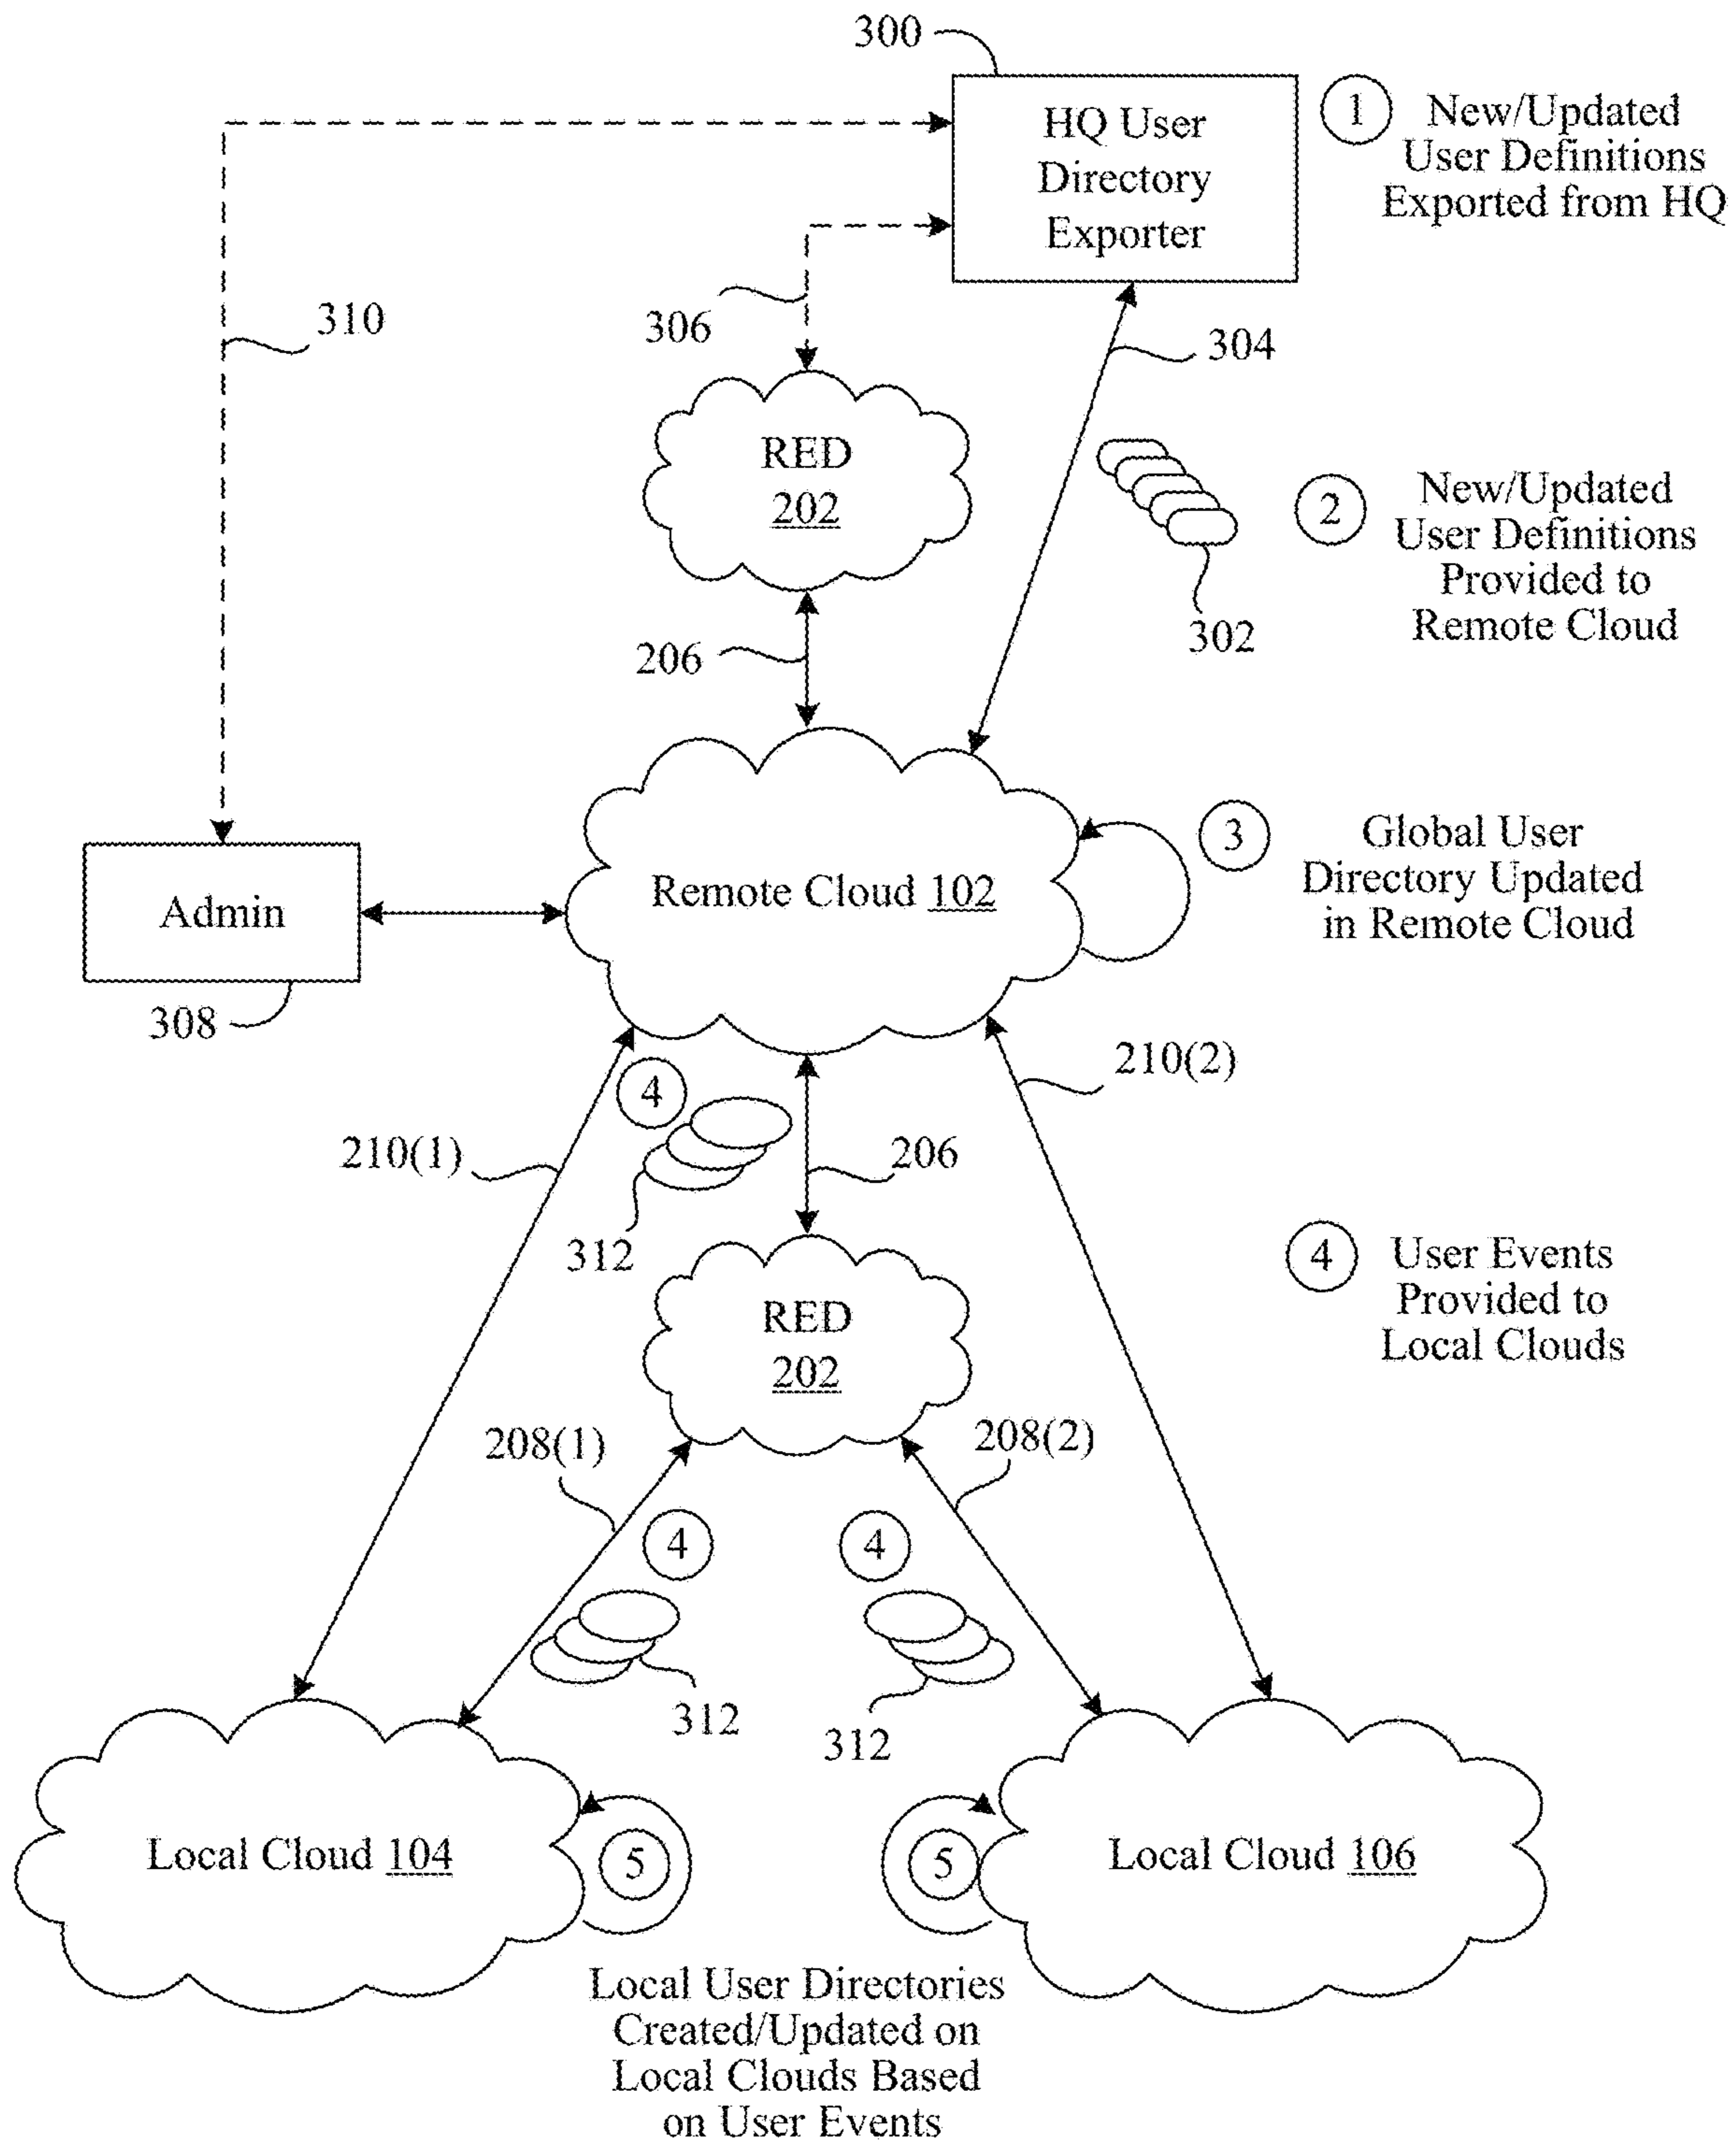 300
HQ User
Directory
Exporter
1
New/Updated
User Definitions
Exported from HQ
310
306
304
RED
202
2
New/Updated
User Definitions
Provided to
Remote Cloud
302
206
3
Global User
Directory Updated
in Remote Cloud
Remote Cloud 102
Admin
308
4
210(2)
210(1)
206
312
4
User Events
Provided to
Local Clouds
RED
202
208(1)
208(2)
4
4
312
312
Local Cloud 104
5
5
Local Cloud 106
Local User Directories
Created/Updated on
Local Clouds Based
on User Events